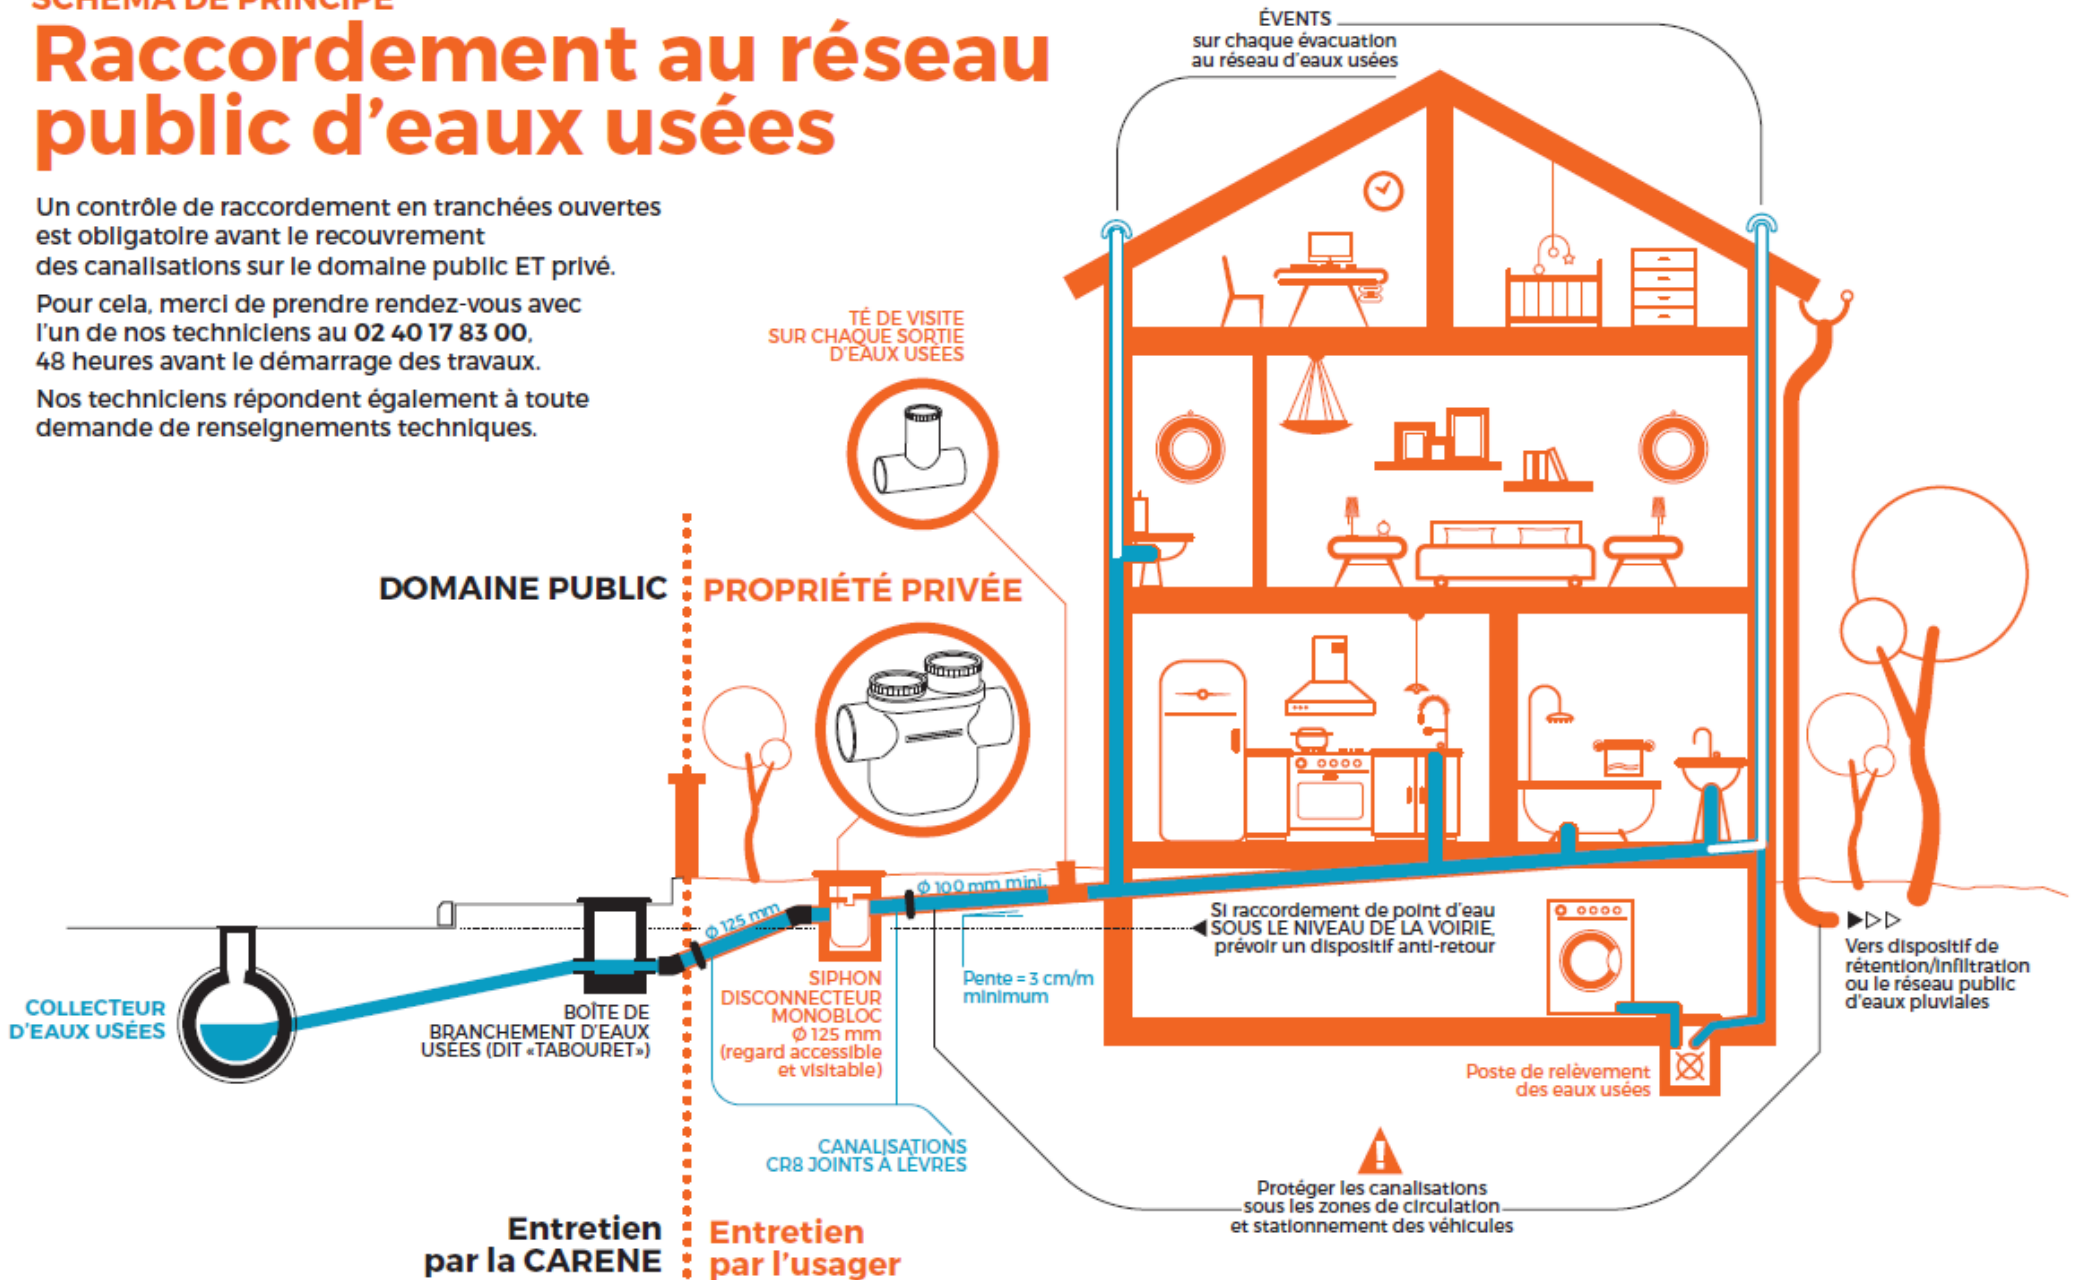 SCHÉMA DE PRINCIPE
Raccordement au réseau
public d'eaux usées
Un contrôle de raccordement en tranchées ouvertes
est obligatoire avant le recouvrement
des canalisations sur le domaine public ET privé.
Pour cela, merci de prendre rendez-vous avec
l'un de nos techniciens au 02 40 17 83 00,
48 heures avant le démarrage des travaux.
Nos techniciens répondent également à toute
demande de renseignements techniques.
ÉVENTS
sur chaque évacuation
au réseau d'eaux usées
TÉ DE VISITE
SUR CHAQUE SORTIE
D'EAUX USÉES
DOMAINE PUBLIC
PROPRIÉTÉ PRIVÉE
Φ 100 mm mini.
Φ 125 mm
Si raccordement de point d'eau
SOUS LE NIVEAU DE LA VOIRIE,
prévoir un dispositif anti-retour
Pente = 3 cm/m
minimum
COLLECTEUR
D'EAUX USÉES
BOÎTE DE
BRANCHEMENT D'EAUX
USÉES (DIT «TABOURET»)
SIPHON
DISCONNECTEUR
MONOBLOC
Φ 125 mm
(regard accessible
et visitable)
CANALISATIONS
CR8 JOINTS À LÈVRES
Vers dispositif de
rétention/infiltration
ou le réseau public
d'eaux pluviales
Poste de relèvement
des eaux usées
Protéger les canalisations
sous les zones de circulation
et stationnement des véhicules
Entretien
par la CARENE
Entretien
par l'usager